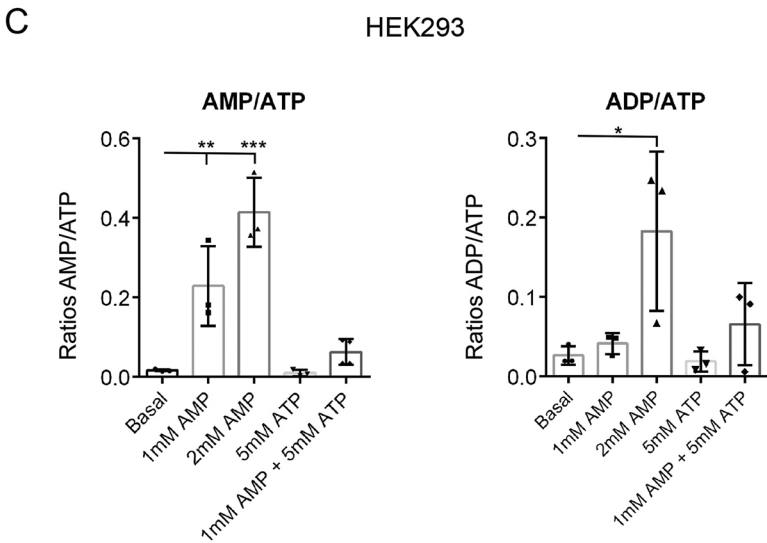 C
HEK293
AMP/ATP
Ratios AMP/ATP
0.6
0.4
0.2
0.0
** ***
Basal
1mM AMP
2mM AMP
5mM ATP
1mM AMP + 5mM ATP
ADP/ATP
Ratios ADP/ATP
0.3
0.2
0.1
0.0
*
Basal
1mM AMP
2mM AMP
5mM ATP
1mM AMP + 5mM ATP